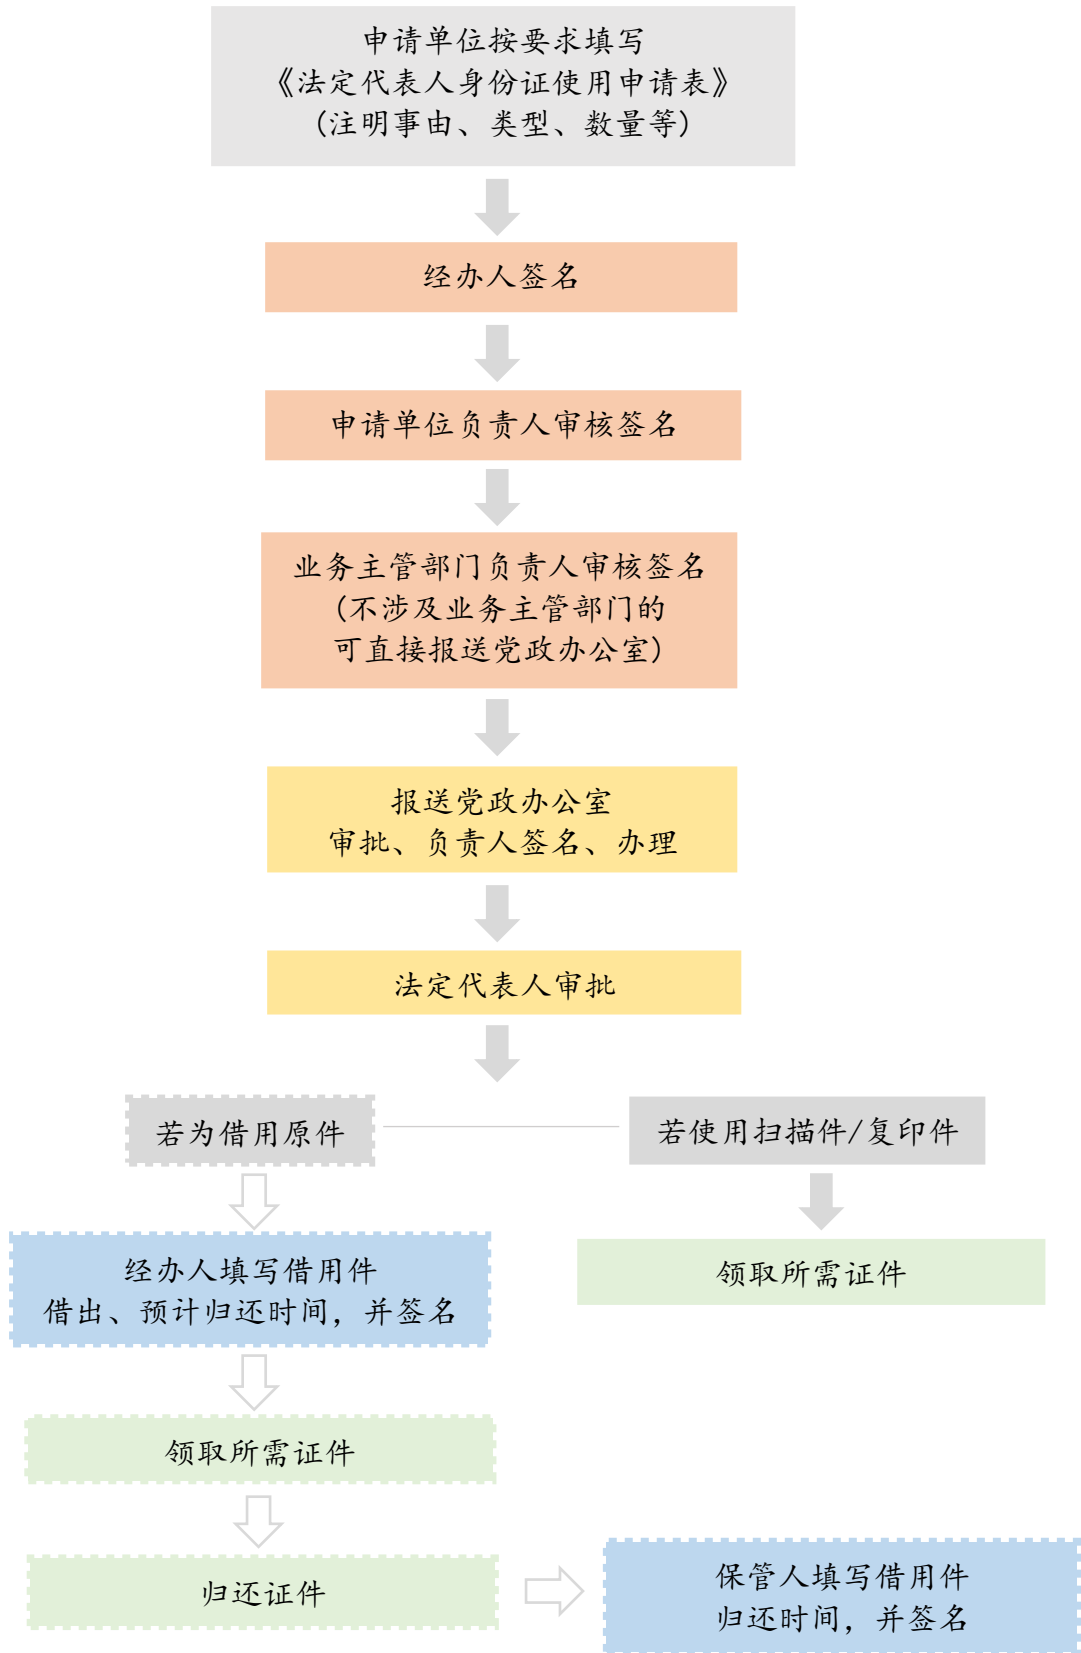 申请单位按要求填写
《法定代表人身份证使用申请表》
(注明事由、类型、数量等)
经办人签名
申请单位负责人审核签名
业务主管部门负责人审核签名
(不涉及业务主管部门的
可直接报送党政办公室)
报送党政办公室
审批、负责人签名、办理
法定代表人审批
若为借用原件
若使用扫描件/复印件
经办人填写借用件
借出、预计归还时间，并签名
领取所需证件
领取所需证件
归还证件
保管人填写借用件
归还时间，并签名